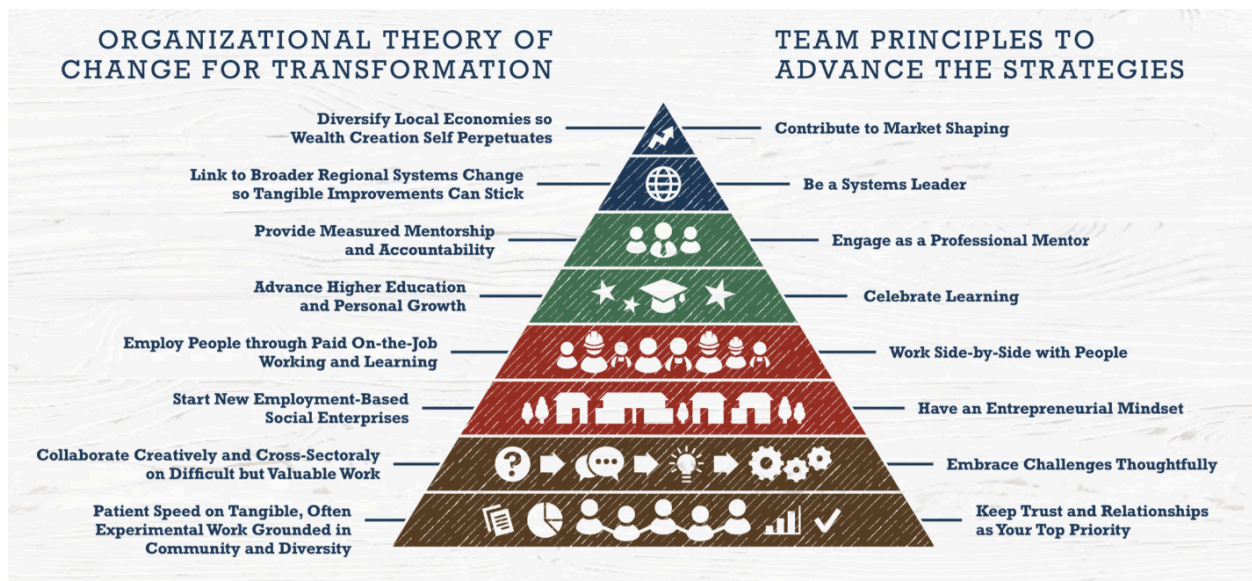 ORGANIZATIONAL THEORY OF
CHANGE FOR TRANSFORMATION
TEAM PRINCIPLES TO
ADVANCE THE STRATEGIES
Diversify Local Economies so
Wealth Creation Self Perpetuates
Contribute to Market Shaping
Link to Broader Regional Systems Change
so Tangible Improvements Can Stick
Be a Systems Leader
Provide Measured Mentorship
and Accountability
Engage as a Professional Mentor
Advance Higher Education
and Personal Growth
Celebrate Learning
Employ People through Paid On-the-Job
Working and Learning
Work Side-by-Side with People
Start New Employment-Based
Social Enterprises
Have an Entrepreneurial Mindset
Collaborate Creatively and Cross-Sectoraly
on Difficult but Valuable Work
?
Embrace Challenges Thoughtfully
Patient Speed on Tangible, Often
Experimental Work Grounded in
Community and Diversity
Keep Trust and Relationships
as Your Top Priority